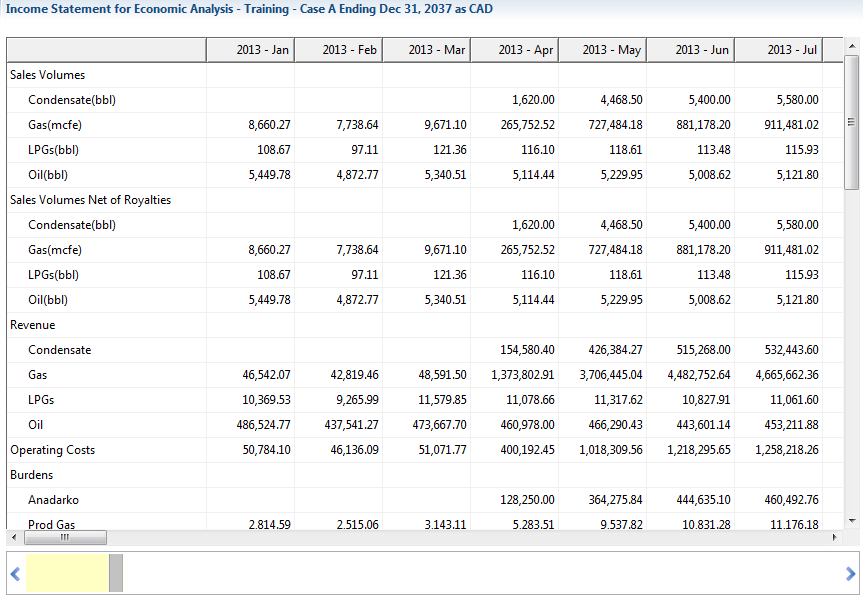 Income Statement for Economic Analysis - Training - Case A Ending Dec 31, 2037 as CAD
2013 - Jan 2013 - Feb 2013 - Mar 2013 - Apr 2013 - May 2013 - Jun 2013 - Jul
Sales Volumes
Condensate(bbl) 1,620.00 4,468.50 5,400.00 5,580.00
Gas(mcfe) 8,660.27 7,738.64 9,671.10 265,752.52 727,484.18 881,178.20 911,481.02
LPGs(bbl) 108.67 97.11 121.36 116.10 118.61 113.48 115.93
Oil(bbl) 5,449.78 4,872.77 5,340.51 5,114.44 5,229.95 5,008.62 5,121.80
Sales Volumes Net of Royalties
Condensate(bbl) 1,620.00 4,468.50 5,400.00 5,580.00
Gas(mcfe) 8,660.27 7,738.64 9,671.10 265,752.52 727,484.18 881,178.20 911,481.02
LPGs(bbl) 108.67 97.11 121.36 116.10 118.61 113.48 115.93
Oil(bbl) 5,449.78 4,872.77 5,340.51 5,114.44 5,229.95 5,008.62 5,121.80
Revenue
Condensate 154,580.40 426,384.27 515,268.00 532,443.60
Gas 46,542.07 42,819.46 48,591.50 1,373,802.91 3,706,445.04 4,482,752.64 4,665,662.36
LPGs 10,369.53 9,265.99 11,579.85 11,078.66 11,317.62 10,827.91 11,061.60
Oil 486,524.77 437,541.27 473,667.70 460,978.00 466,290.43 443,601.14 453,211.88
Operating Costs 50,784.10 46,136.09 51,071.77 400,192.45 1,018,309.56 1,218,295.65 1,258,218.26
Burdens
Anadarko 128,250.00 364,275.84 444,635.10 460,492.76
Prod Gas 2,814.59 2,515.06 3,143.11 5,283.51 9,537.82 10,831.28 11,176.18